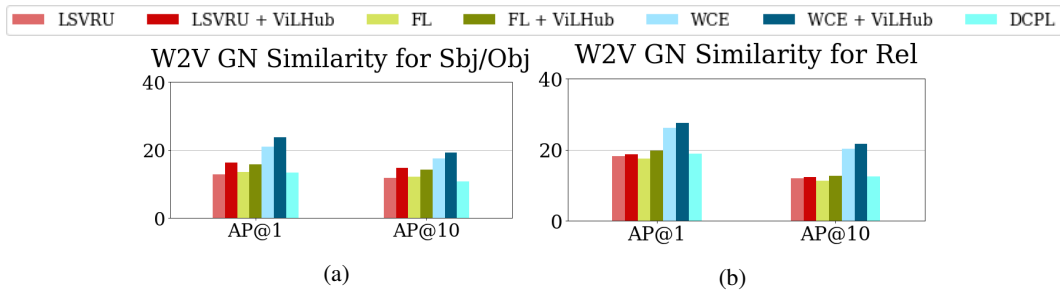 LSVRU LSVRU + ViLHub FL FL + ViLHub WCE WCE + ViLHub DCPL
W2V GN Similarity for Sbj/Obj
40
20
0
AP@1 AP@10
(a)
W2V GN Similarity for Rel
40
20
0
AP@1 AP@10
(b)